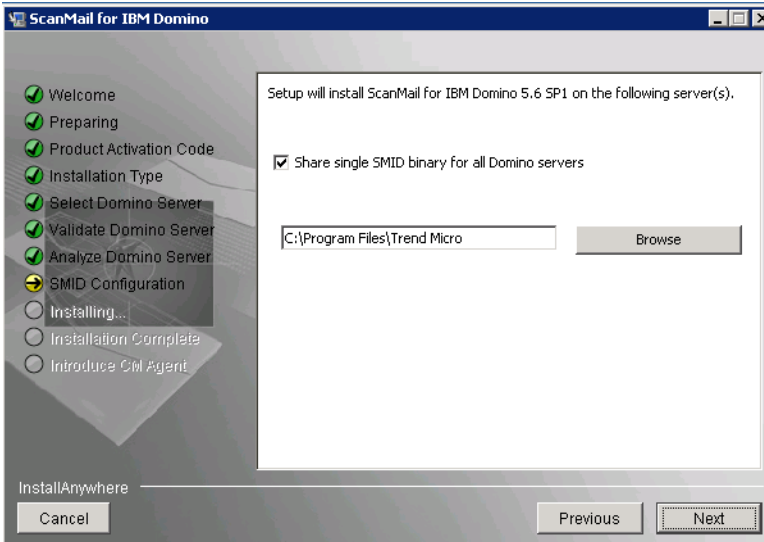 ScanMail for IBM Domino
Welcome
Preparing
Product Activation Code
Installation Type
Select Domino Server
Validate Domino Server
Analyze Domino Server
SMID Configuration
Installing...
Installation Complete
Introduce CM Agent
Setup will install ScanMail for IBM Domino 5.6 SP1 on the following server(s).
Share single SMID binary for all Domino servers
C:\Program Files\Trend Micro
Browse
InstallAnywhere
Cancel
Previous
Next